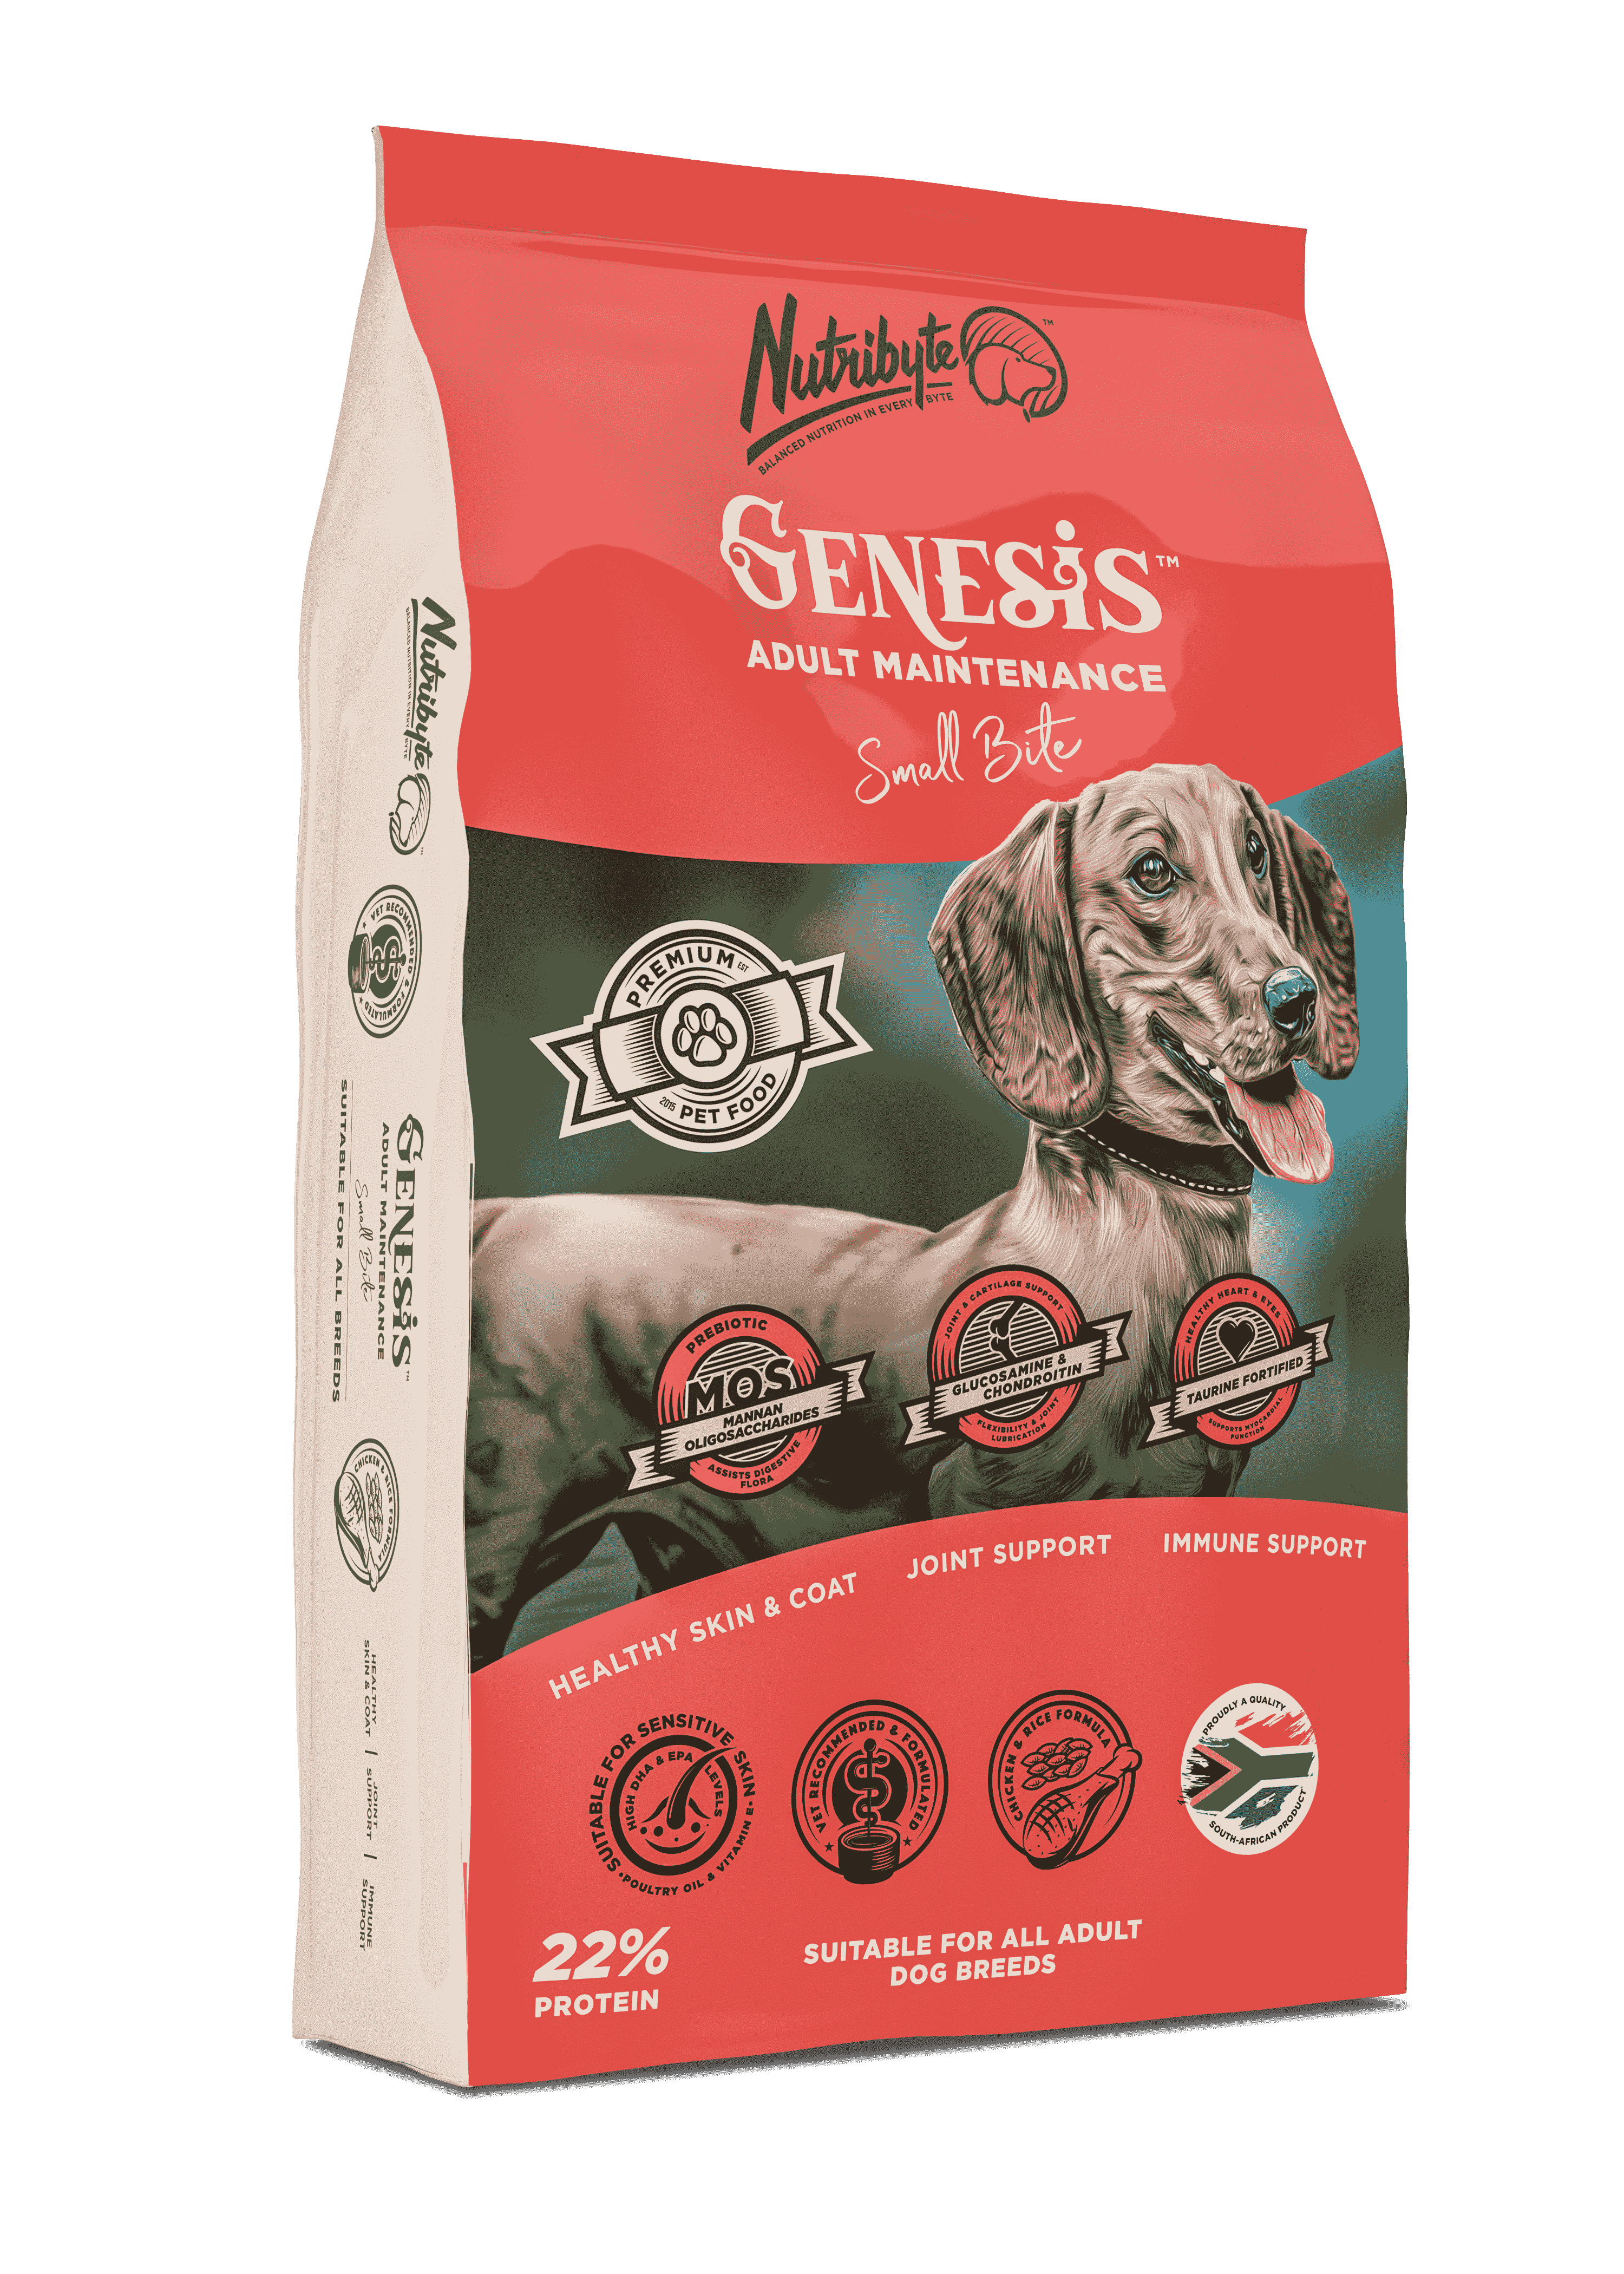 Nutribyte™
BALANCED NUTRITION IN EVERY BYTE
GENESIS™
ADULT MAINTENANCE
Small Bite
PREMIUM
EST
2015
PET FOOD
PREBIOTIC
MOS
MANNAN
OLIGOSACCHARIDES
ASSISTS DIGESTIVE
FLORA
JOINT & CARTILAGE SUPPORT
GLUCOSAMINE &
CHONDROITIN
FLEXIBILITY & JOINT
LUBRICATION
HEALTHY HEART & EYES
TAURINE FORTIFIED
SUPPORTS MYOCARDIAL
FUNCTION
HEALTHY SKIN & COAT
JOINT SUPPORT
IMMUNE SUPPORT
SUITABLE FOR SENSITIVE SKIN
HIGH DHA & EPA LEVELS
•POULTRY OIL & VITAMIN E•
VET RECOMMENDED & FORMULATED
CHICKEN & RICE FORMULA
PROUDLY A QUALITY
SOUTH-AFRICAN PRODUCT
22%
PROTEIN
SUITABLE FOR ALL ADULT
DOG BREEDS
Nutribyte™
BALANCED NUTRITION IN EVERY BYTE
VET RECOMMENDED & FORMULATED
GENESIS™
ADULT MAINTENANCE
Small Bite
SUITABLE FOR ALL BREEDS
CHICKEN & RICE FORMULA
HEALTHY
SKIN & COAT |
JOINT
SUPPORT |
IMMUNE
SUPPORT